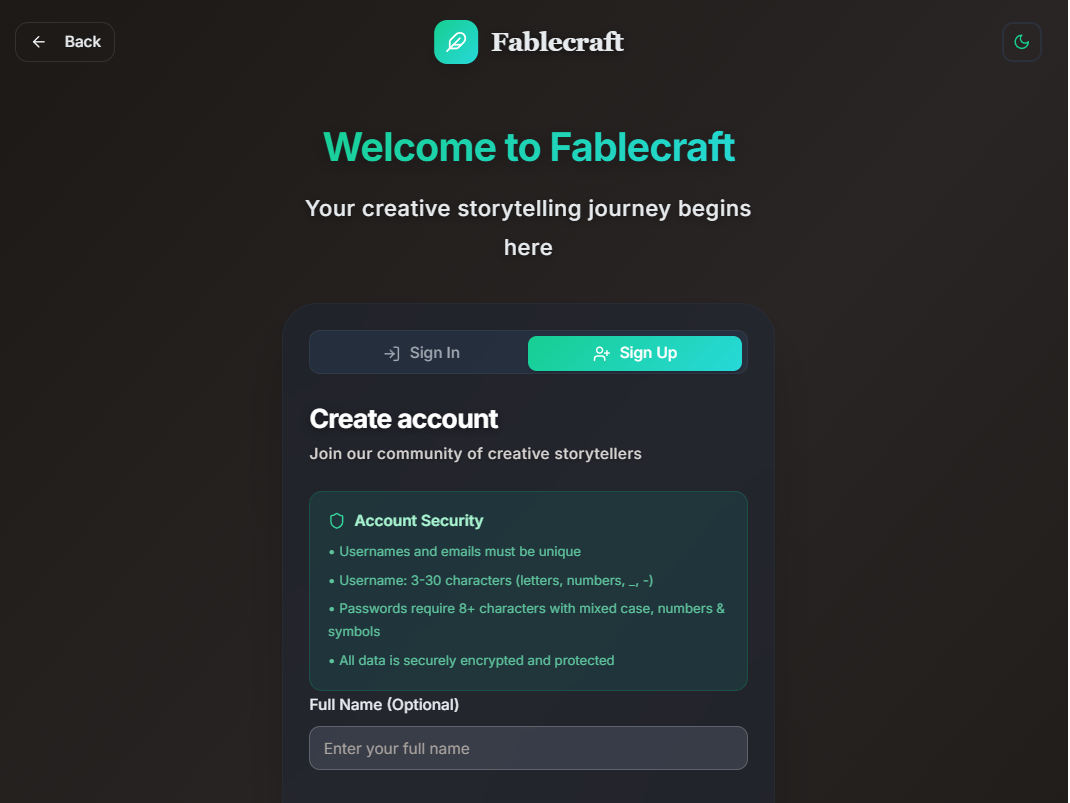 Back
Fablecraft
Welcome to Fablecraft
Your creative storytelling journey begins
here
Sign In
Sign Up
Create account
Join our community of creative storytellers
Account Security
• Usernames and emails must be unique
• Username: 3-30 characters (letters, numbers, _, -)
• Passwords require 8+ characters with mixed case, numbers &
symbols
• All data is securely encrypted and protected
Full Name (Optional)
Enter your full name